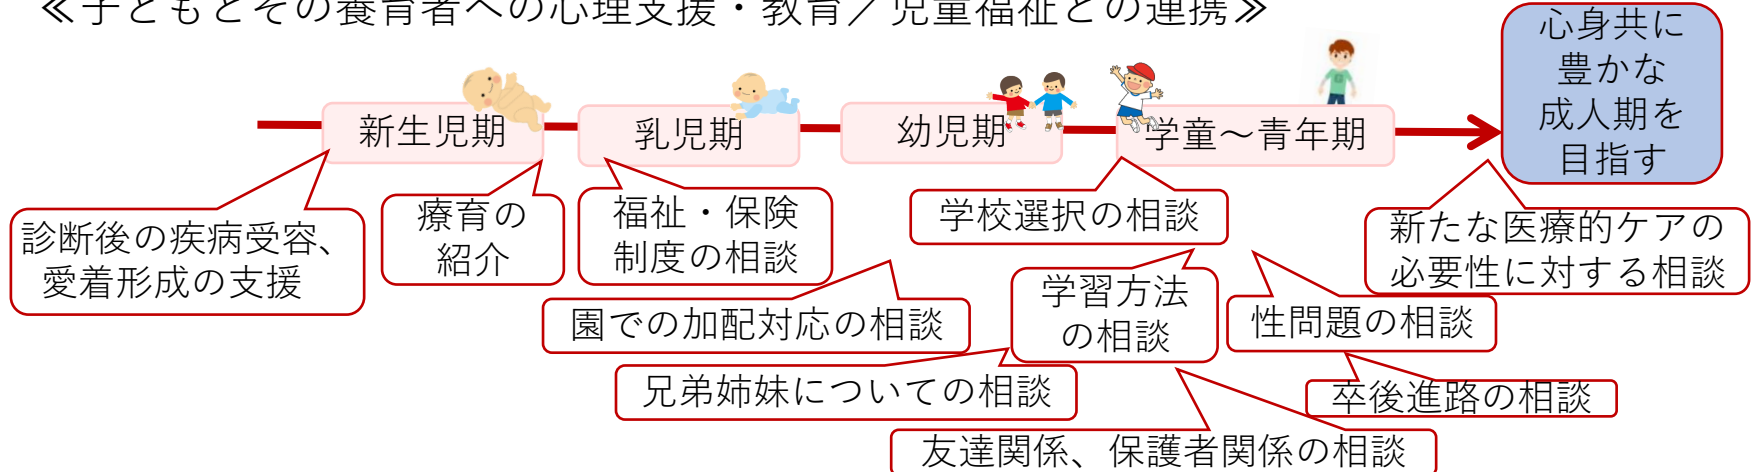 ≪子どもとその養育者への心理支援・教育／児童福祉との連携≫
心身共に
豊かな
成人期を
目指す
新生児期
乳児期
幼児期
学童～青年期
診断後の疾病受容、
愛着形成の支援
療育の
紹介
福祉・保険
制度の相談
学校選択の相談
新たな医療的ケアの
必要性に対する相談
園での加配対応の相談
学習方法
の相談
性問題の相談
兄弟姉妹についての相談
卒後進路の相談
友達関係、保護者関係の相談